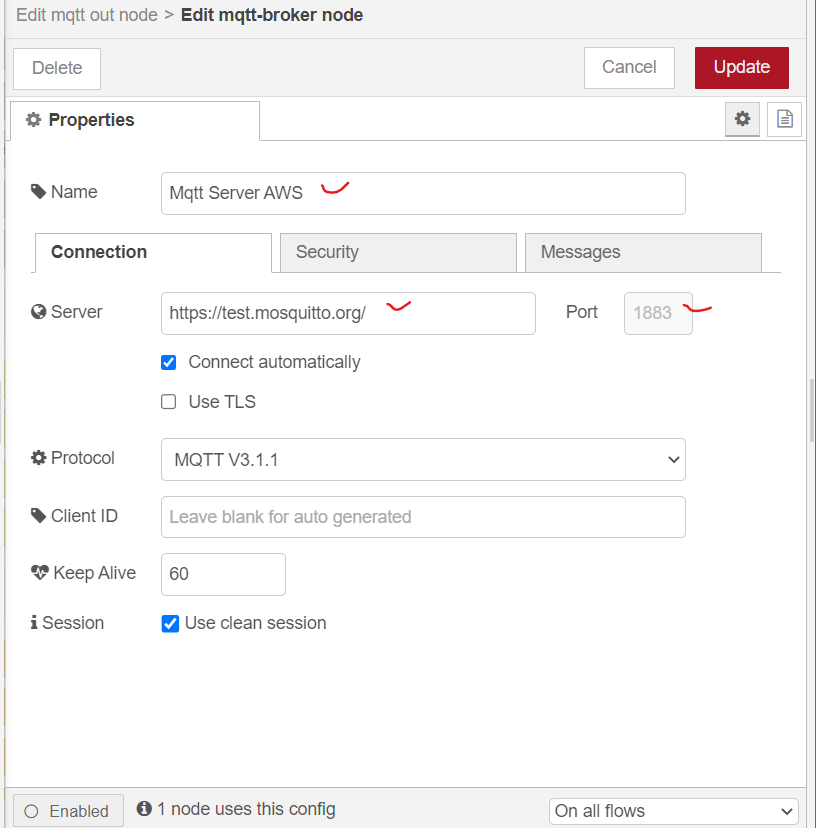 Edit mqtt out node > Edit mqtt-broker node
Delete
Cancel
Update
Properties
Name
Mqtt Server AWS
Connection
Security
Messages
Server
https://test.mosquitto.org/
Port
1883
Connect automatically
Use TLS
Protocol
MQTT V3.1.1
Client ID
Leave blank for auto generated
Keep Alive
60
Session
Use clean session
Enabled
1 node uses this config
On all flows